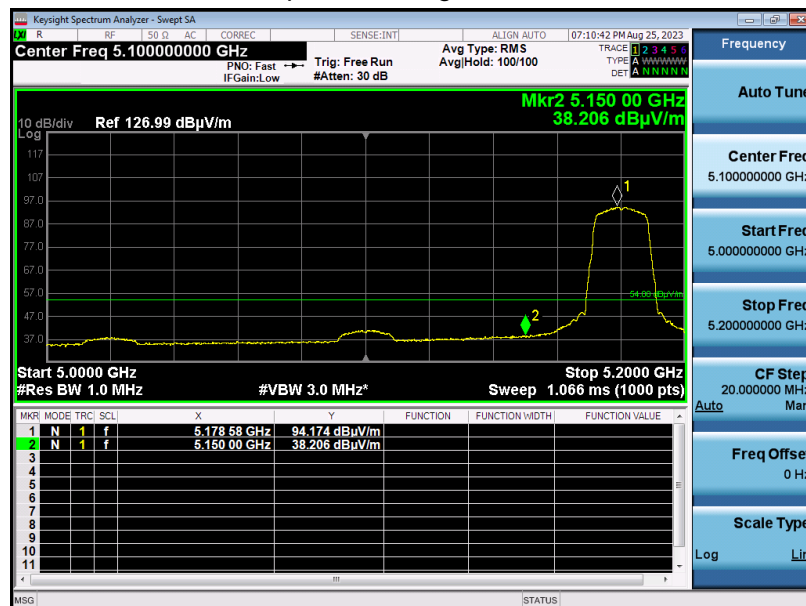 Keysight Spectrum Analyzer - Swept SA
LXI R RF 50 Ω AC CORREC SENSE:INT ALIGN AUTO 07:10:42 PM Aug 25, 2023
Center Freq 5.100000000 GHz
PNO: Fast
IFGain:Low
Trig: Free Run
#Atten: 30 dB
Avg Type: RMS
Avg|Hold: 100/100
TRACE 1 2 3 4 5 6
TYPE A WWWWW
DET A N N N N N
Mkr2 5.150 00 GHz
38.206 dBµV/m
10 dB/div Ref 126.99 dBµV/m
Log
117
107
97.0
87.0
77.0
67.0
57.0
47.0
37.0
1
54.00 dBµV/m
2
Start 5.0000 GHz Stop 5.2000 GHz
#Res BW 1.0 MHz #VBW 3.0 MHz* Sweep 1.066 ms (1000 pts)
MKR MODE TRC SCL X Y FUNCTION FUNCTION WIDTH FUNCTION VALUE
1 N 1 f 5.178 58 GHz 94.174 dBµV/m
2 N 1 f 5.150 00 GHz 38.206 dBµV/m
3
4
5
6
7
8
9
10
11
MSG STATUS
Frequency
Auto Tune
Center Freq
5.100000000 GHz
Start Freq
5.000000000 GHz
Stop Freq
5.200000000 GHz
CF Step
20.000000 MHz
Auto Man
Freq Offset
0 Hz
Scale Type
Log Lin